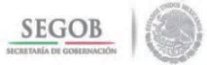 SEGOB
SECRETARÍA DE GOBERNACIÓN